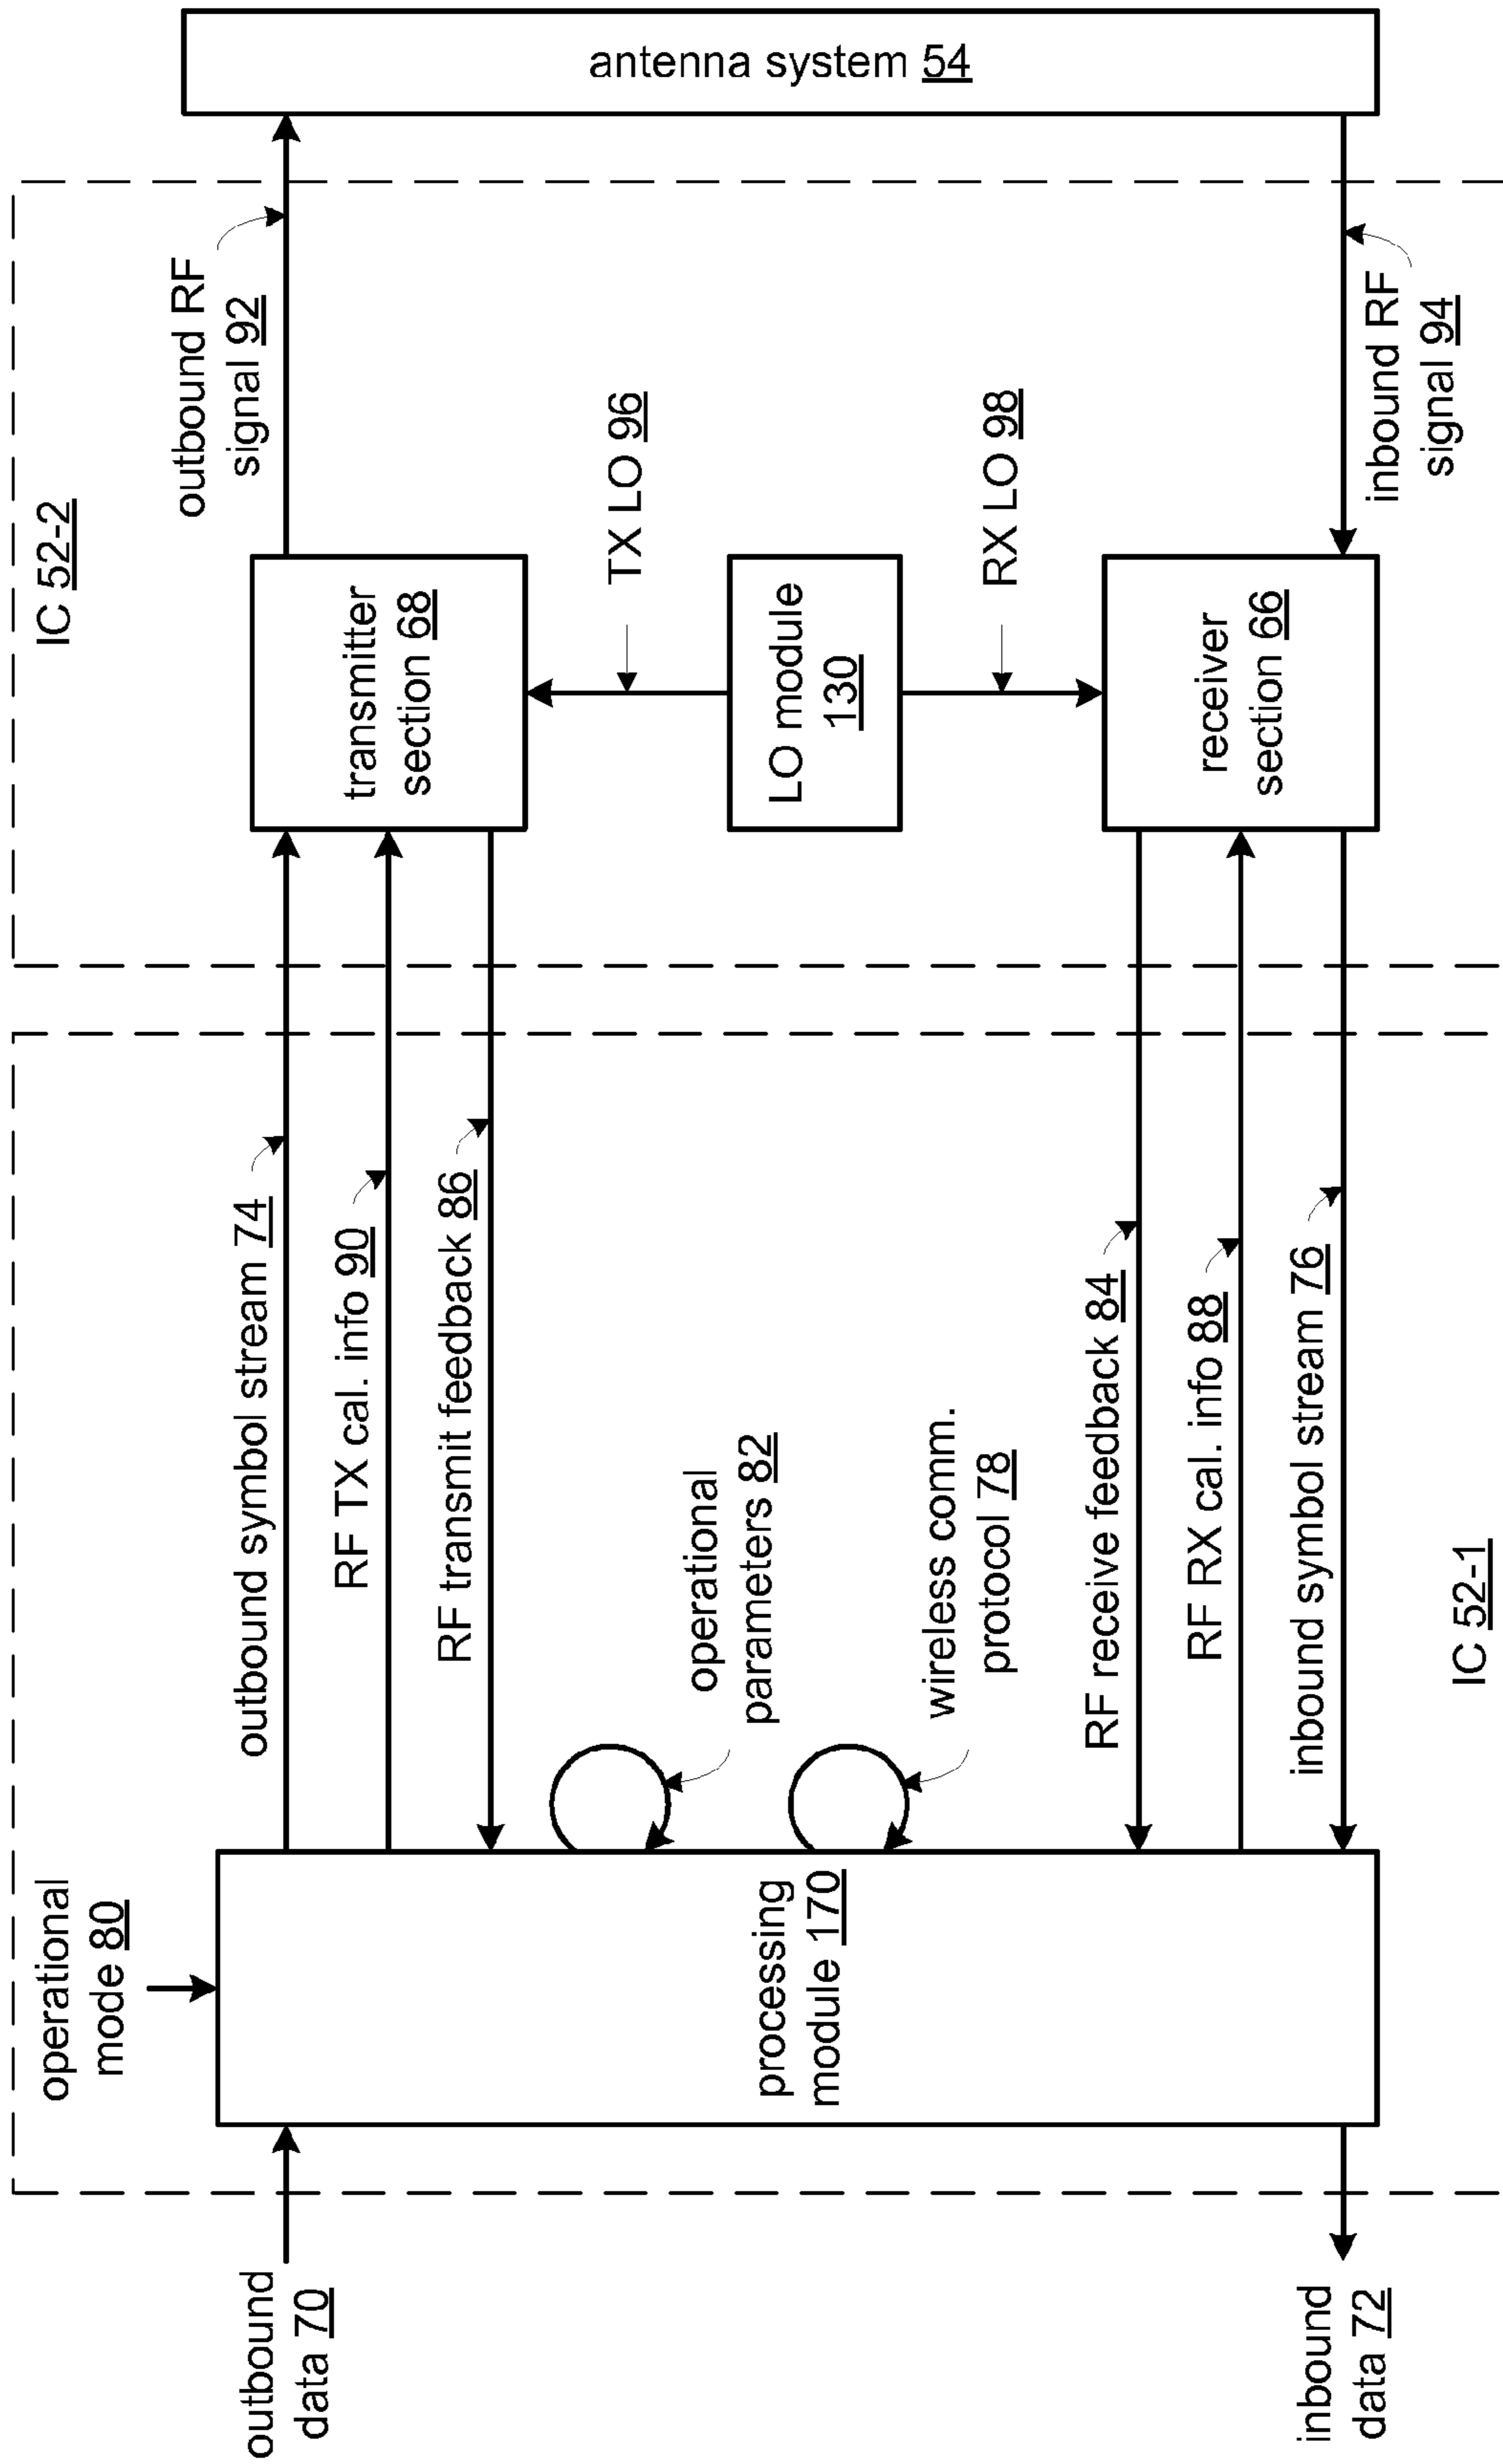 IC 52-2
antenna system 54
outbound RF
signal 92
transmitter
section 68
TX LO 96
LO module
130
RX LO 98
receiver
section 66
inbound RF
signal 94
outbound symbol stream 74
RF TX cal. info 90
RF transmit feedback 86
operational
parameters 82
wireless comm.
protocol 78
RF receive feedback 84
RF RX cal. info 88
inbound symbol stream 76
IC 52-1
operational
mode 80
processing
module 170
outbound
data 70
inbound
data 72